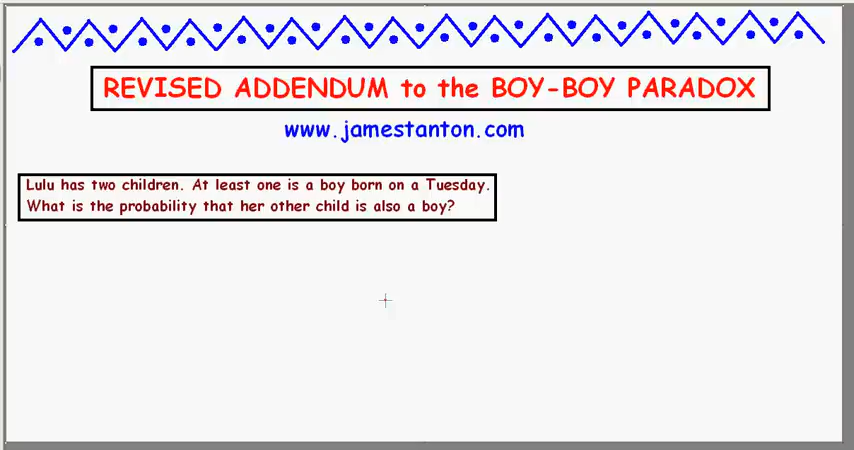 REVISED ADDENDUM to the BOY-BOY PARADOX
www.jamestanton.com
Lulu has two children. At least one is a boy born on a Tuesday.
What is the probability that her other child is also a boy?